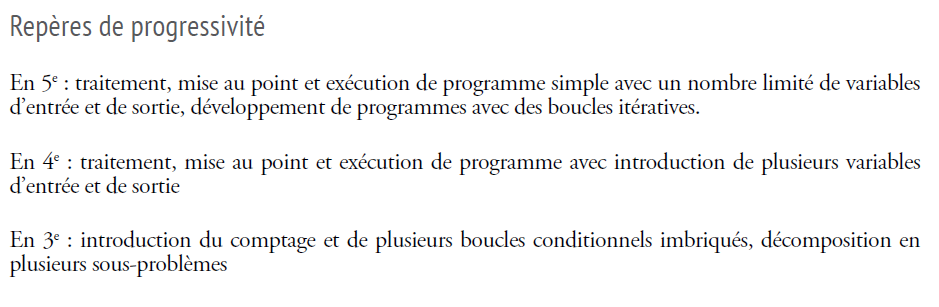 Repères de progressivité
En 5e : traitement, mise au point et exécution de programme simple avec un nombre limité de variables
d’entrée et de sortie, développement de programmes avec des boucles itératives.
En 4e : traitement, mise au point et exécution de programme avec introduction de plusieurs variables
d’entrée et de sortie
En 3e : introduction du comptage et de plusieurs boucles conditionnels imbriqués, décomposition en
plusieurs sous-problèmes